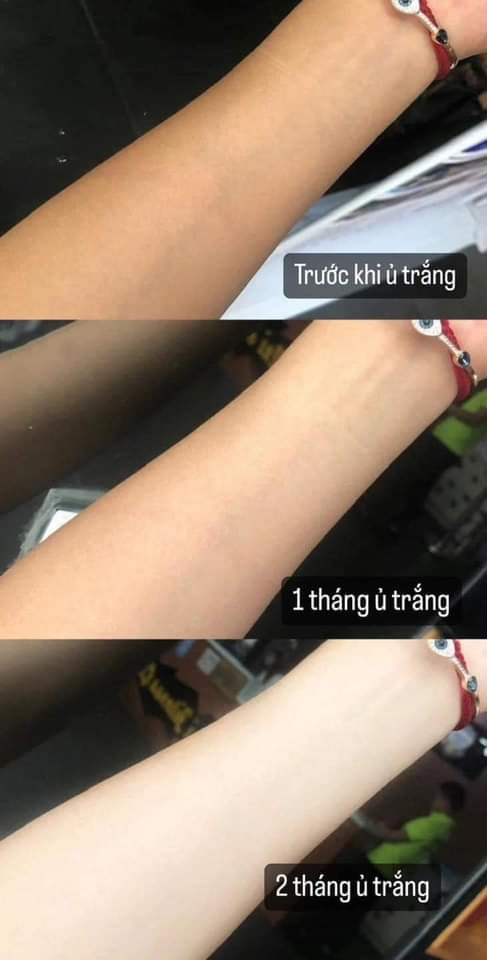 Trước khi ủ trắng
1 tháng ủ trắng
2 tháng ủ trắng